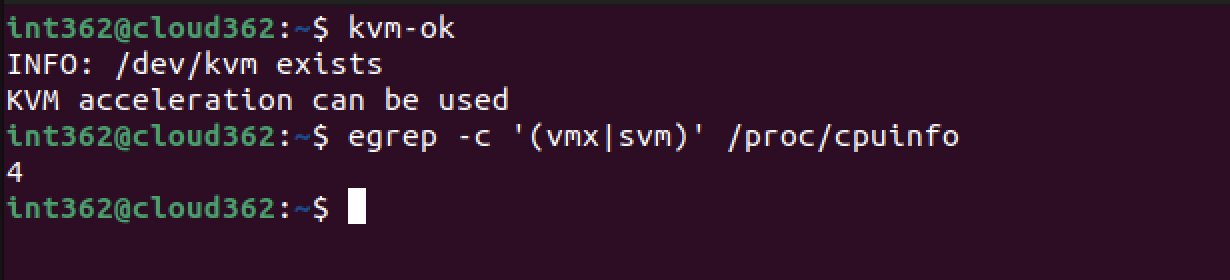 int362@cloud362:~$ kvm-ok
INFO: /dev/kvm exists
KVM acceleration can be used
int362@cloud362:~$ egrep -c '(vmx|svm)' /proc/cpuinfo
4
int362@cloud362:~$